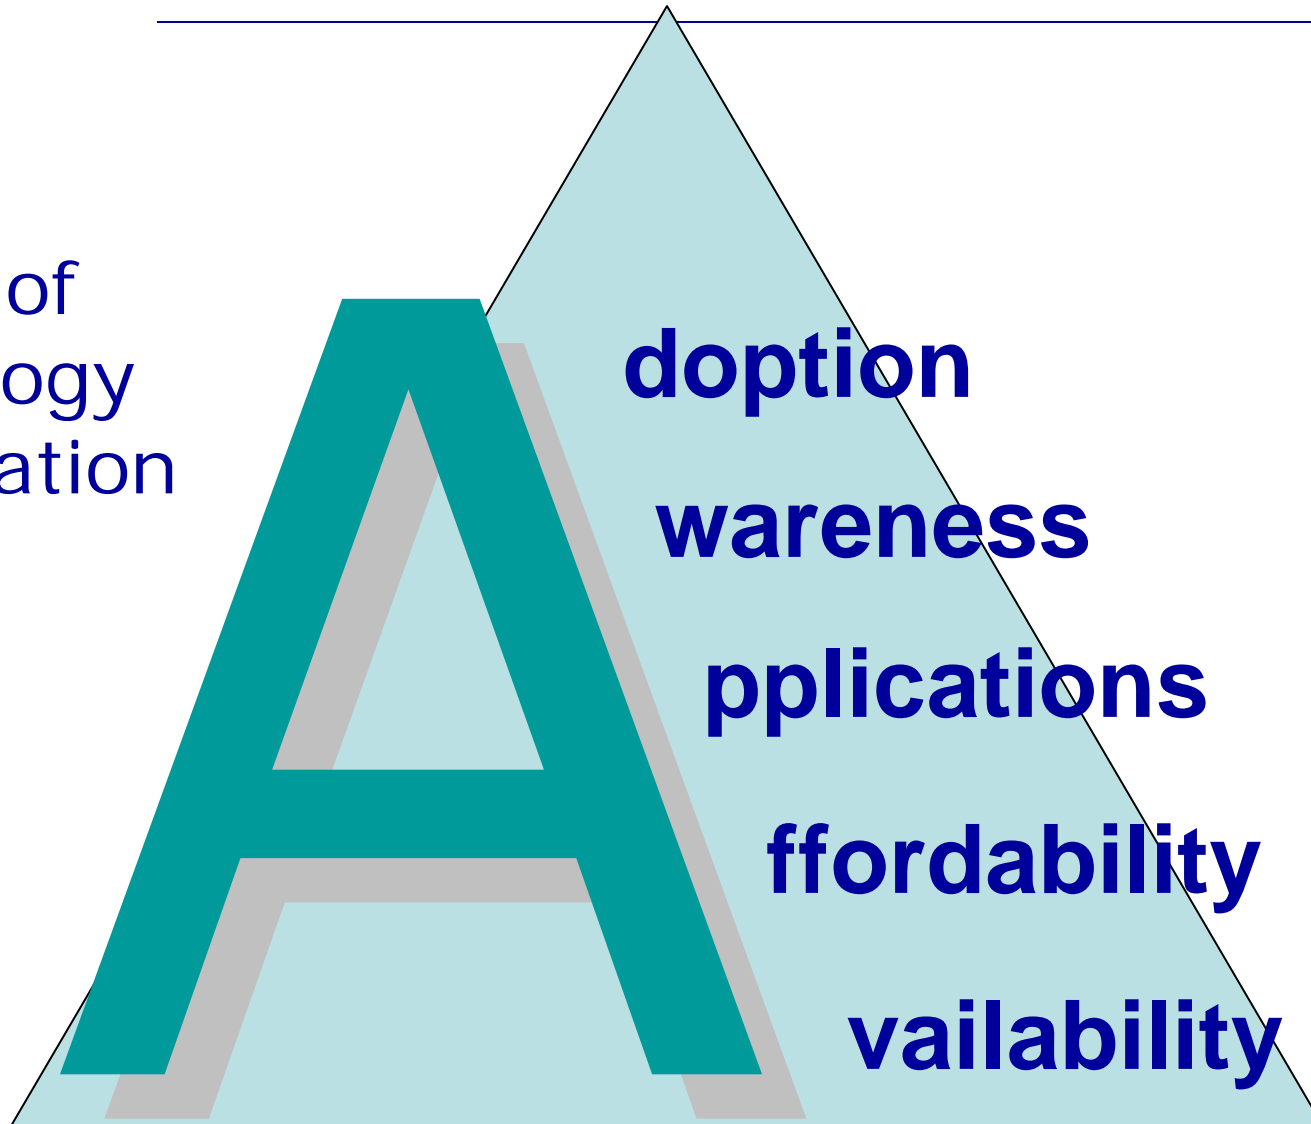 of
ogy
ation
A
doption
wareness
pplications
ffordability
vailability